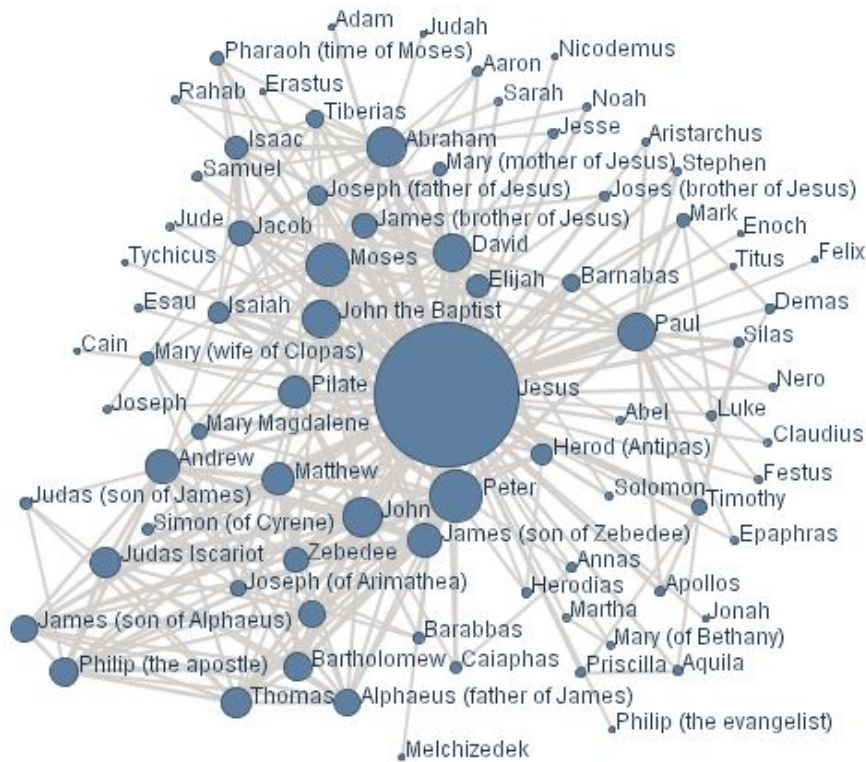 Adam
Judah
Pharaoh (time of Moses)
Nicodemus
Aaron
Rahab
Erastus
Sarah
Noah
Tiberias
Isaac
Abraham
Jesse
Aristarchus
Samuel
Mary (mother of Jesus)
Stephen
Joseph (father of Jesus)
Joses (brother of Jesus)
Jude
Jacob
James (brother of Jesus)
Mark
Enoch
Tychicus
Moses
David
Titus
Felix
Esau
Isaiah
Elijah
Barnabas
Demas
John the Baptist
Paul
Silas
Cain
Mary (wife of Clopas)
Pilate
Jesus
Nero
Joseph
Mary Magdalene
Abel
Luke
Claudius
Andrew
Matthew
Herod (Antipas)
Festus
Judas (son of James)
Peter
Solomon
Timothy
Simon (of Cyrene)
John
Judas Iscariot
Zebedee
James (son of Zebedee)
Epaphras
Annas
Joseph (of Arimathea)
Herodias
Apollos
James (son of Alphaeus)
Martha
Jonah
Barabbas
Mary (of Bethany)
Philip (the apostle)
Bartholomew
Caiaphas
Priscilla
Aquila
Thomas
Alphaeus (father of James)
Philip (the evangelist)
Melchizedek